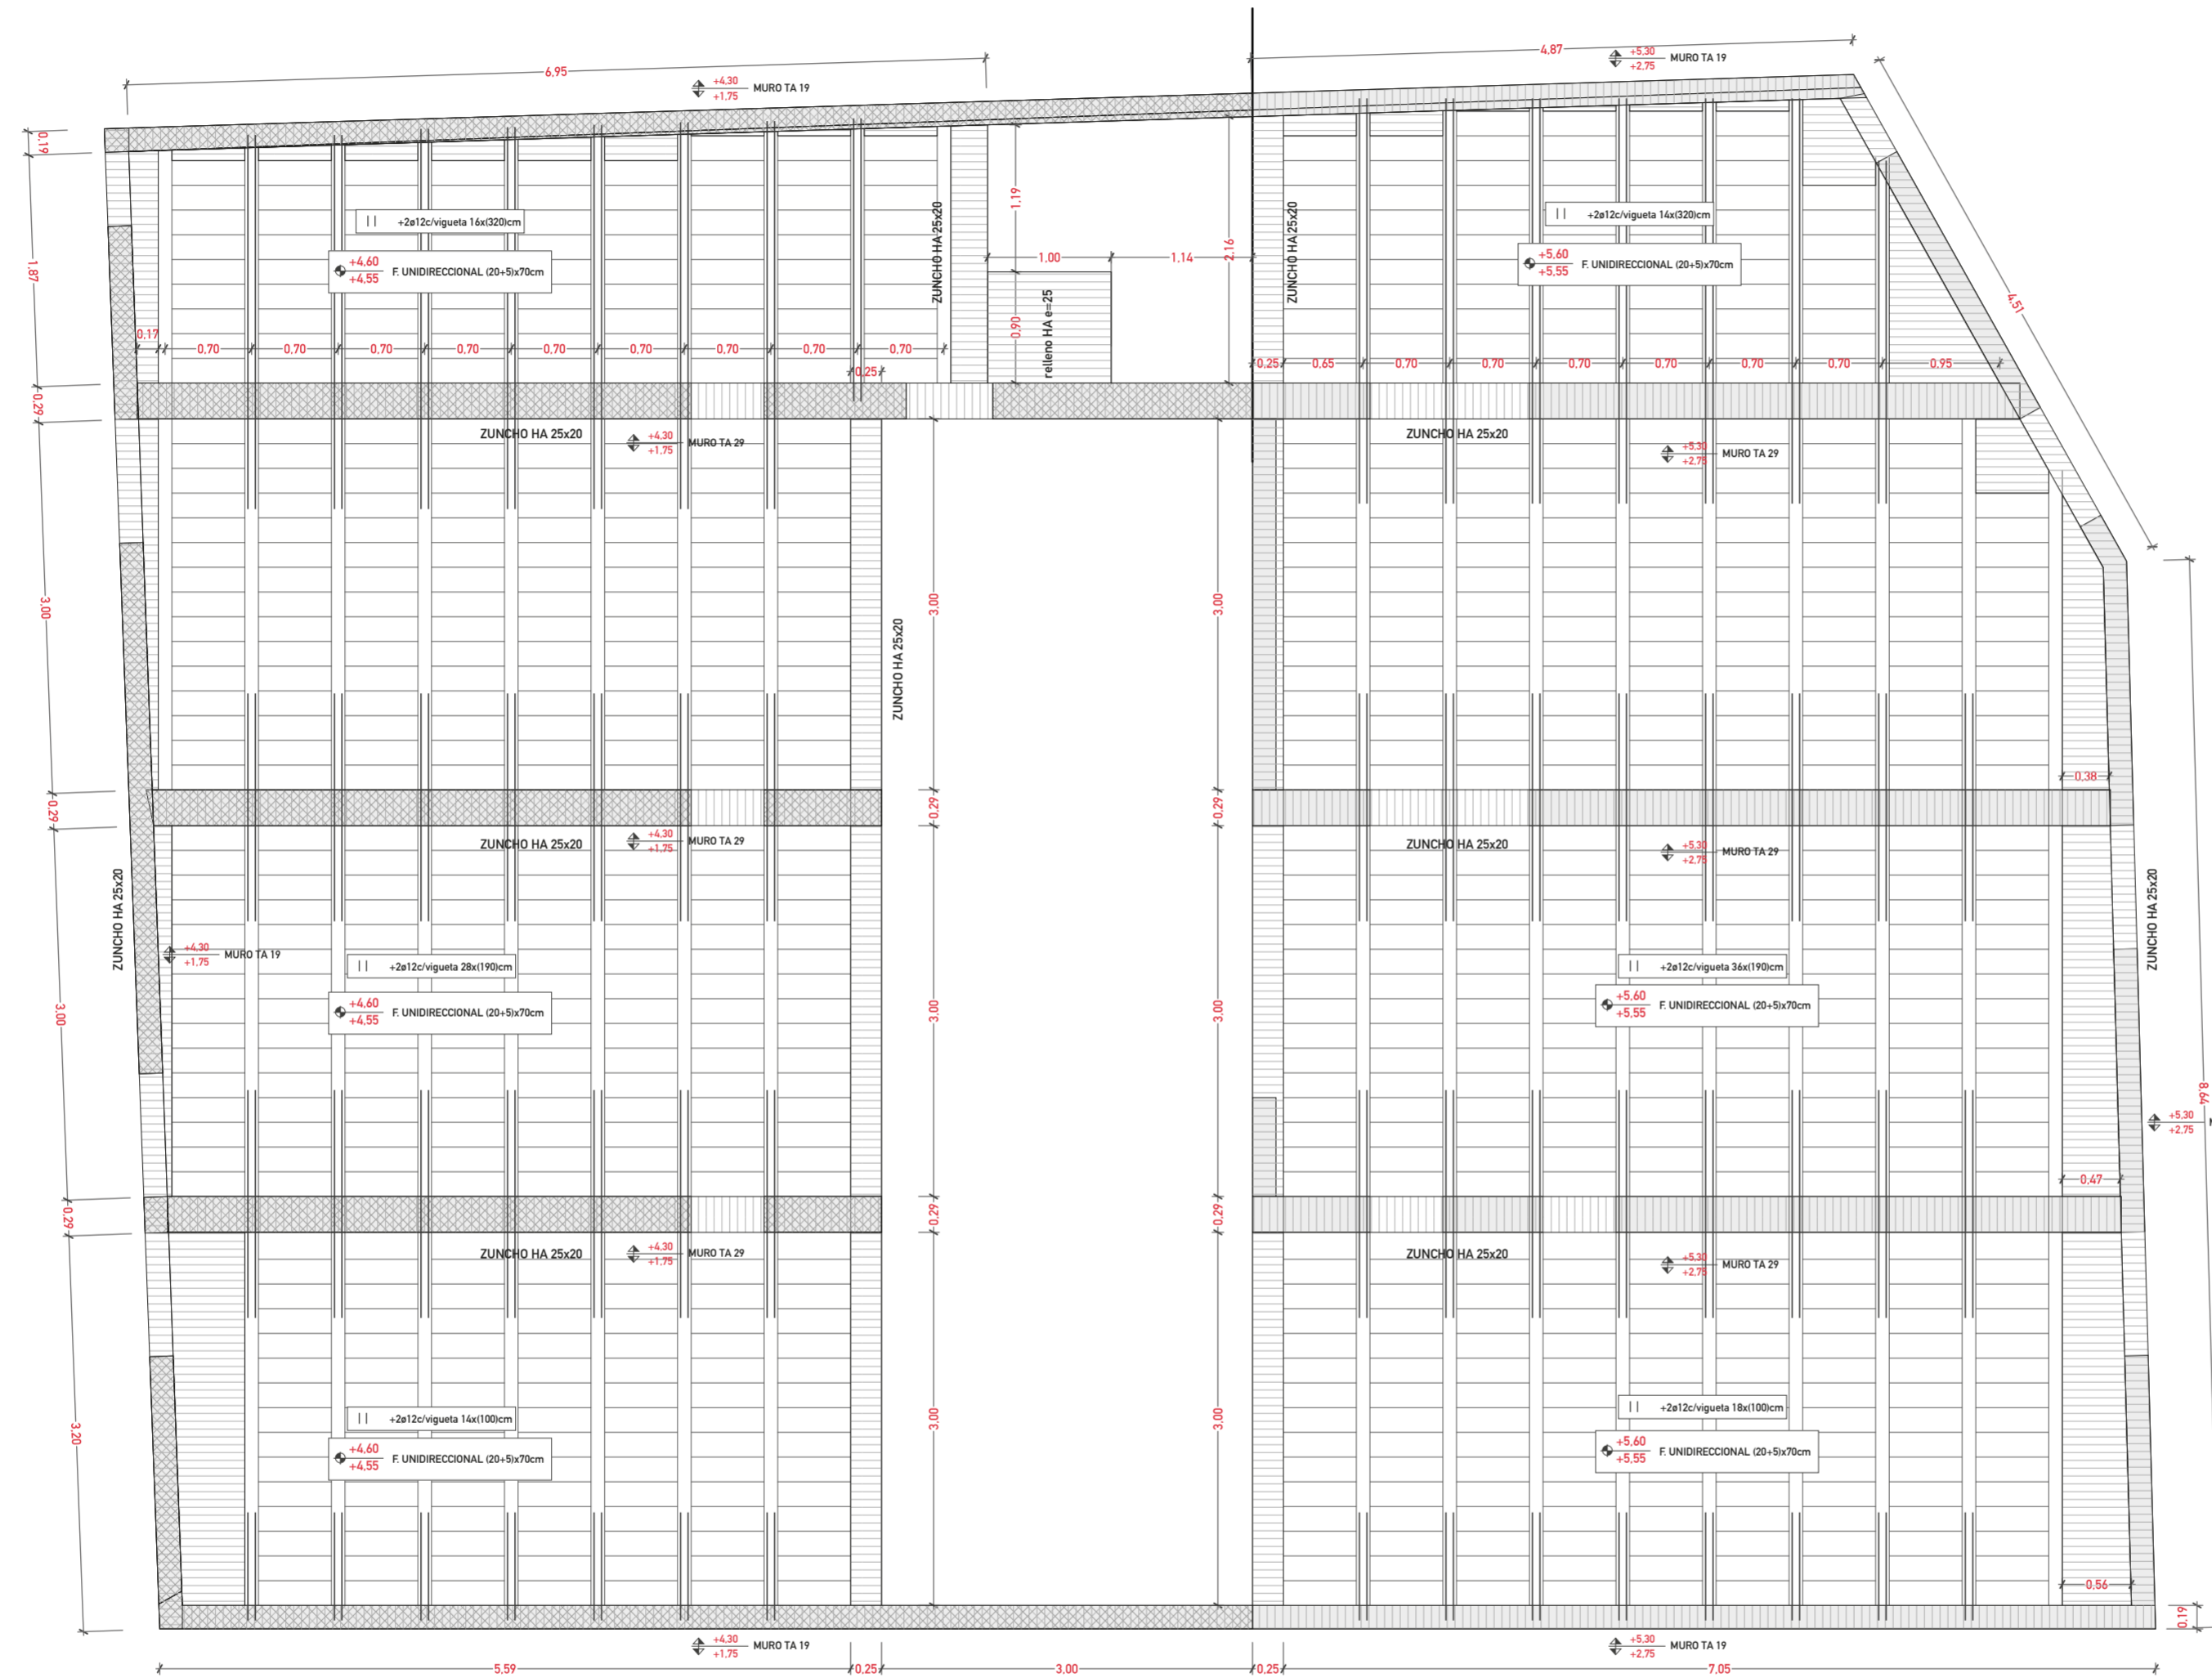 4,87
+5,30
+2,75
MURO TA 19
6,95
+4,30
+1,75
MURO TA 19
0,19
4,51
1,87
+2ø12c/vigueta 16x(320)cm
+4,60
+4,55
F. UNIDIRECCIONAL (20+5)x70cm
ZUNCHO HA 25x20
1,19
1,00
1,14
2,16
0,90
relleno HA e=25
ZUNCHO HA 25x20
+2ø12c/vigueta 14x(320)cm
+5,60
+5,55
F. UNIDIRECCIONAL (20+5)x70cm
0,17
0,70
0,70
0,70
0,70
0,70
0,70
0,70
0,70
0,70
0,25
0,25
0,65
0,70
0,70
0,70
0,70
0,70
0,70
0,95
0,29
ZUNCHO HA 25x20
+4,30
+1,75
MURO TA 29
ZUNCHO HA 25x20
+5,30
+2,75
MURO TA 29
3,00
ZUNCHO HA 25x20
3,00
3,00
0,38
0,29
0,29
0,29
ZUNCHO HA 25x20
+4,30
+1,75
MURO TA 29
ZUNCHO HA 25x20
+5,30
+2,75
MURO TA 29
ZUNCHO HA 25x20
ZUNCHO HA 25x20
+4,30
+1,75
MURO TA 19
+2ø12c/vigueta 28x(190)cm
+4,60
+4,55
F. UNIDIRECCIONAL (20+5)x70cm
+2ø12c/vigueta 36x(190)cm
+5,60
+5,55
F. UNIDIRECCIONAL (20+5)x70cm
3,00
3,00
3,00
8,64
+5,30
+2,75
0,47
0,29
0,29
0,29
ZUNCHO HA 25x20
+4,30
+1,75
MURO TA 29
ZUNCHO HA 25x20
+5,30
+2,75
MURO TA 29
3,20
+2ø12c/vigueta 14x(100)cm
+4,60
+4,55
F. UNIDIRECCIONAL (20+5)x70cm
3,00
3,00
+2ø12c/vigueta 18x(100)cm
+5,60
+5,55
F. UNIDIRECCIONAL (20+5)x70cm
0,56
0,19
+4,30
+1,75
MURO TA 19
+5,30
+2,75
MURO TA 19
5,59
0,25
3,00
0,25
7,05